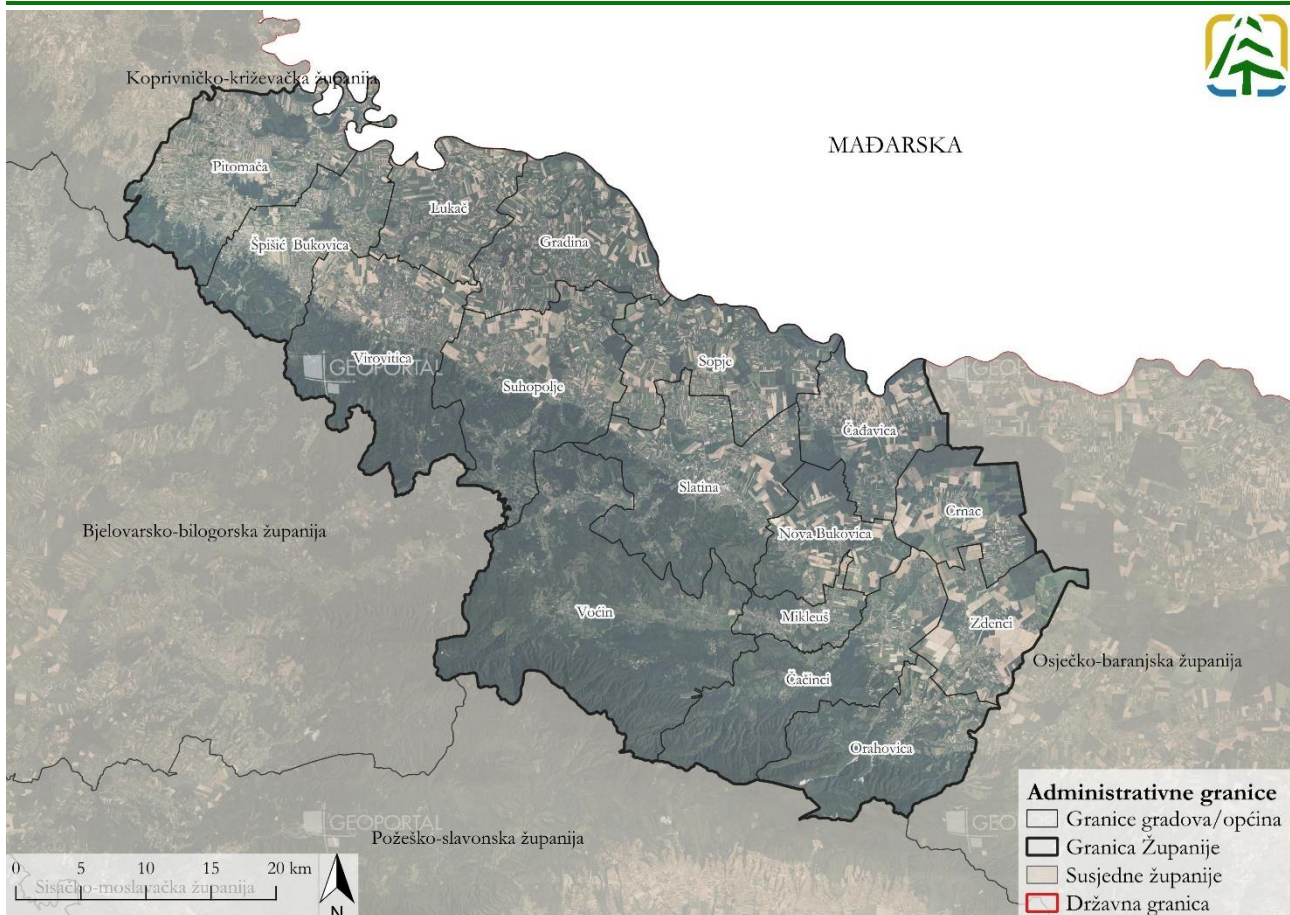 Koprivničko-križevačka županija
MAĐARSKA
Pitomača
Lukač
Špišić Bukovica
Gradina
Virovitica
GEOPORTAL
Sopje
GEOPO
Suhopolje
Čađavica
Slatina
Crnac
Bjelovarsko-bilogorska županija
Nova Bukovica
Voćin
Mikleuš
Zdenci
Osječko-baranjska županija
Čačinci
Orahovica
Administrativne granice
Granice gradova/općina
Granica Županije
Susjedne županije
Državna granica
GEOPORTAL
GEO
Požeško-slavonska županija
0 5 10 15 20 km
Sisačko-moslavačka županija
N